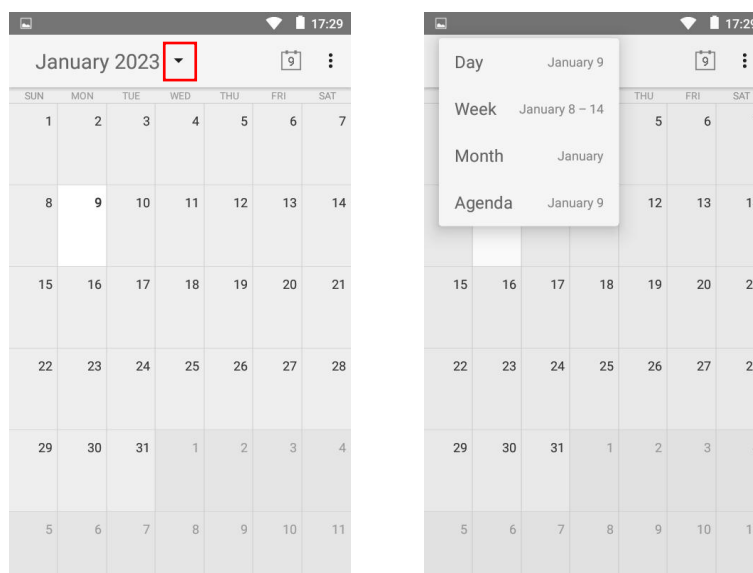 17:29
January 2023
9
SUN MON TUE WED THU FRI SAT
1 2 3 4 5 6 7
8 9 10 11 12 13 14
15 16 17 18 19 20 21
22 23 24 25 26 27 28
29 30 31 1 2 3 4
5 6 7 8 9 10 11
17:29
9
Day January 9
Week January 8 – 14
Month January
Agenda January 9
THU FRI SAT
5 6
12 13
15 16 17 18 19 20
22 23 24 25 26 27
29 30 31 1 2 3
5 6 7 8 9 10